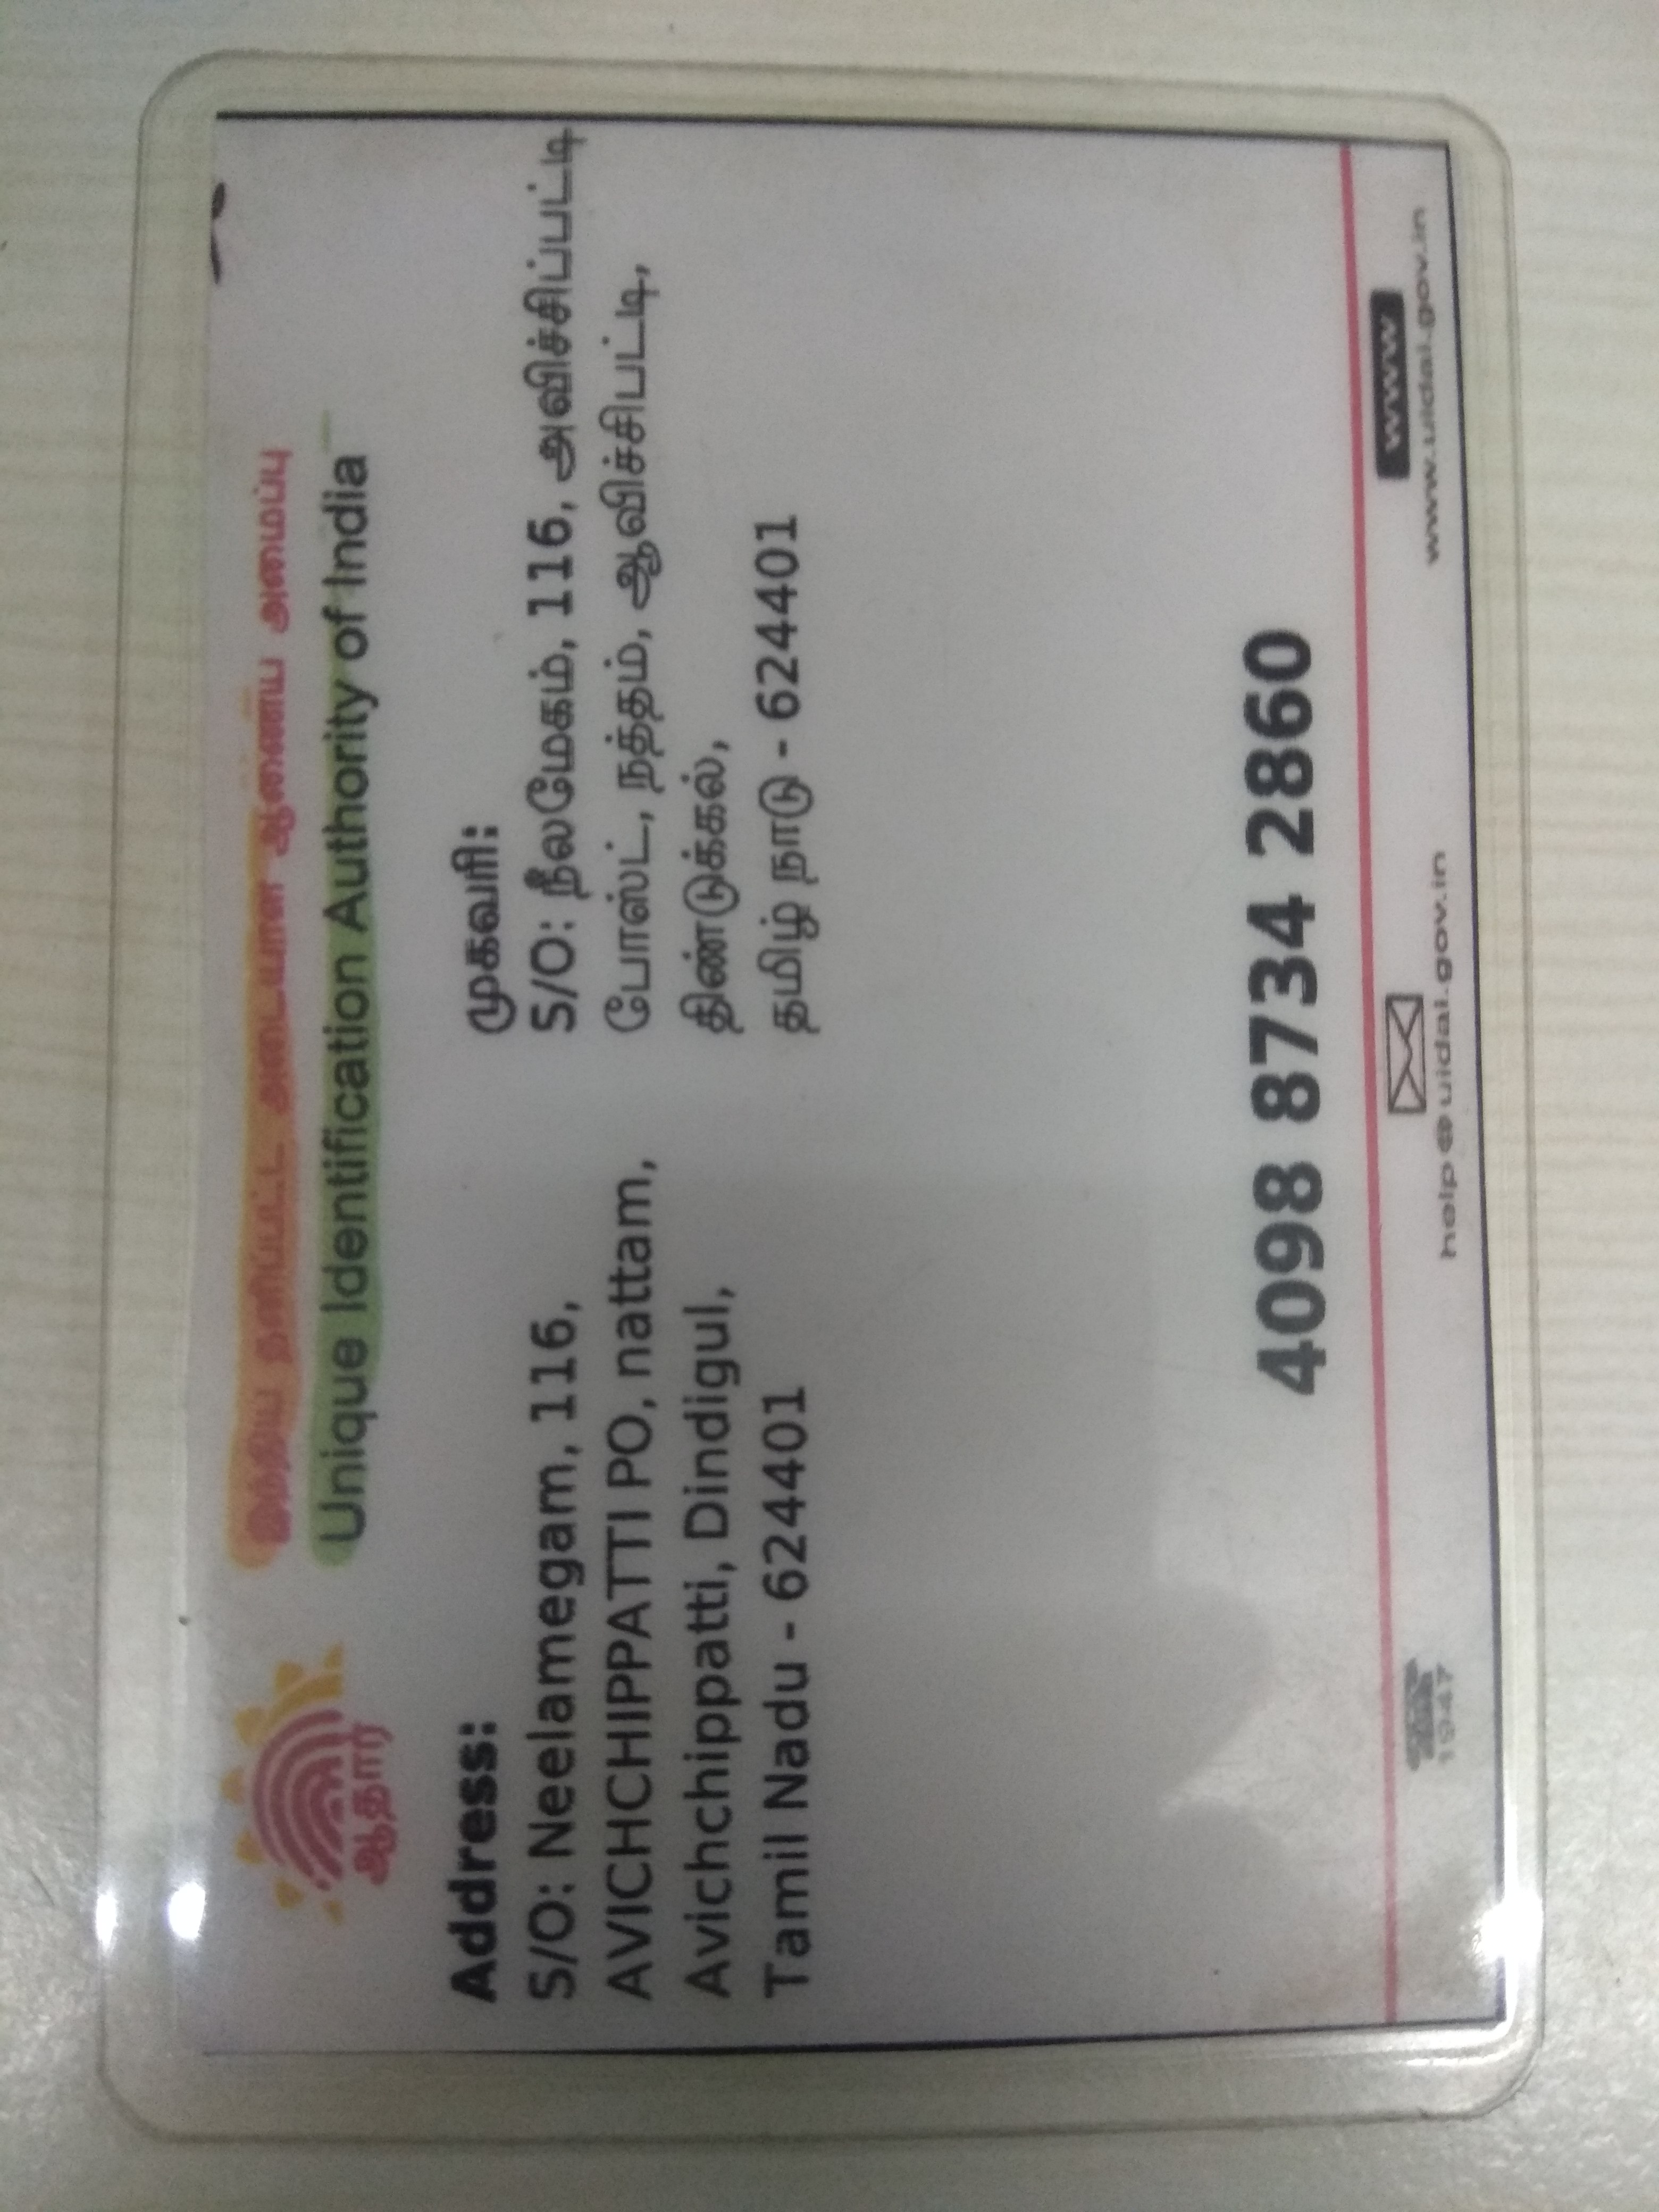 இந்திய தனிப்பட்ட அடையாள ஆணைய அமைப்பு
Unique Identification Authority of India
ஆதார்
Address:
S/O: Neelamegam, 116,
AVICHCHIPPATTI PO, nattam,
Avichchippatti, Dindigul,
Tamil Nadu - 624401
முகவரி:
S/O: நீலமேகம், 116, அவிச்சிப்பட்டி
போஸ்ட், நத்தம், ஆவிச்சிபட்டி,
திண்டுக்கல்,
தமிழ் நாடு - 624401
4098 8734 2860
1947
help@uidai.gov.in
www
www.uidai.gov.in